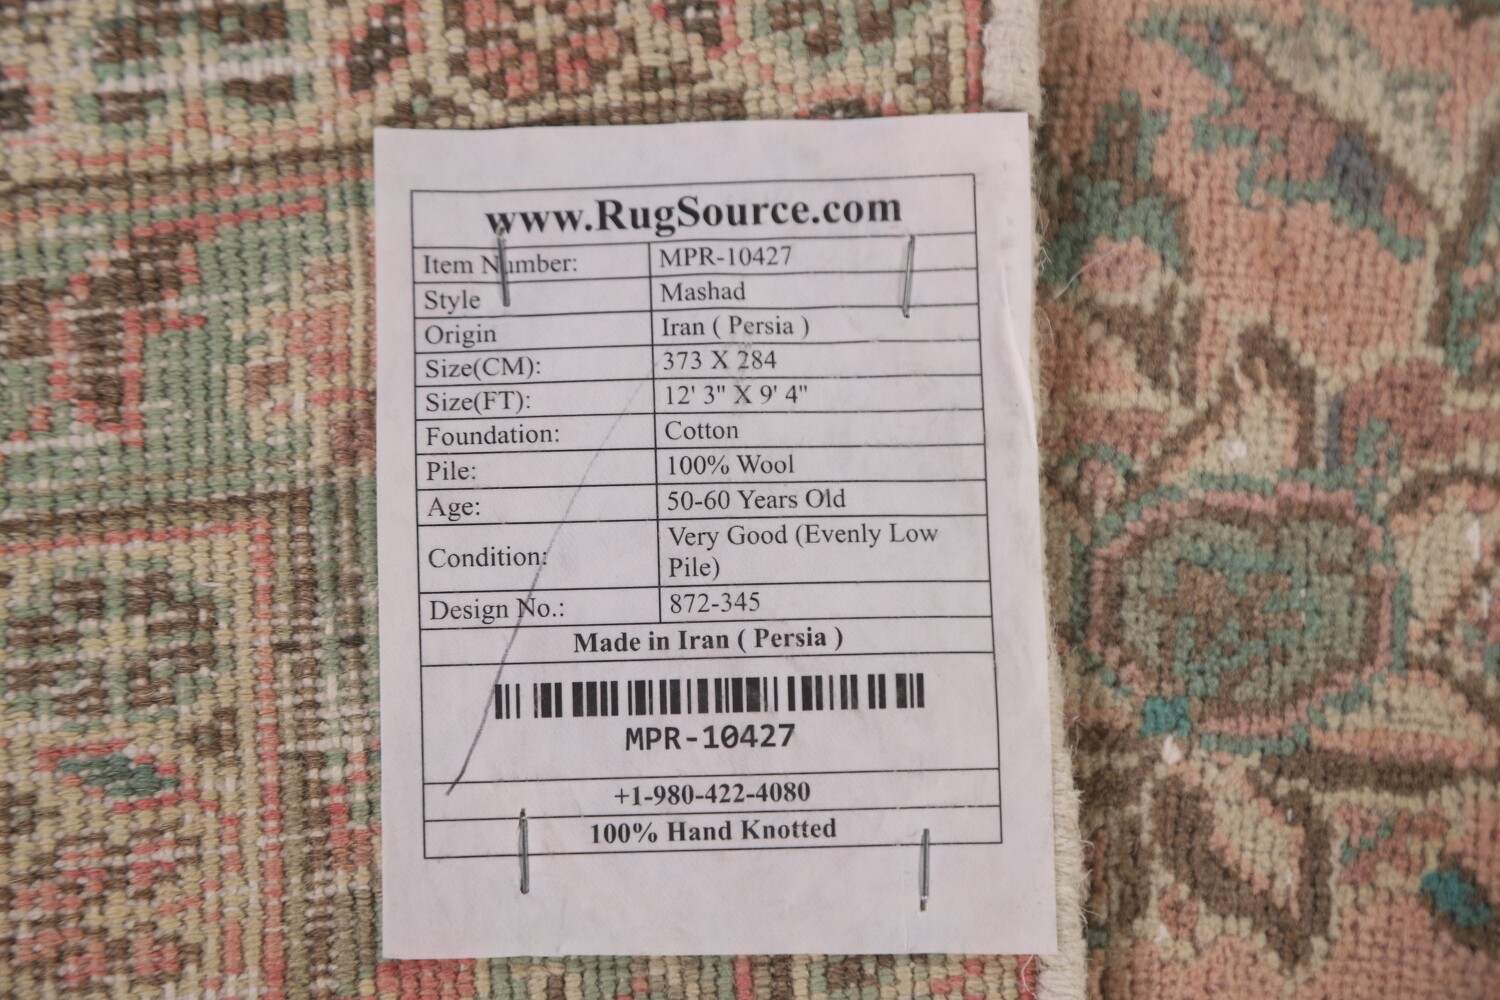 www.RugSource.com
Item Number: MPR-10427
Style Mashad
Origin Iran ( Persia )
Size(CM): 373 X 284
Size(FT): 12' 3" X 9' 4"
Foundation: Cotton
Pile: 100% Wool
Age: 50-60 Years Old
Condition: Very Good (Evenly Low
Pile)
Design No.: 872-345
Made in Iran ( Persia )
MPR-10427
+1-980-422-4080
100% Hand Knotted